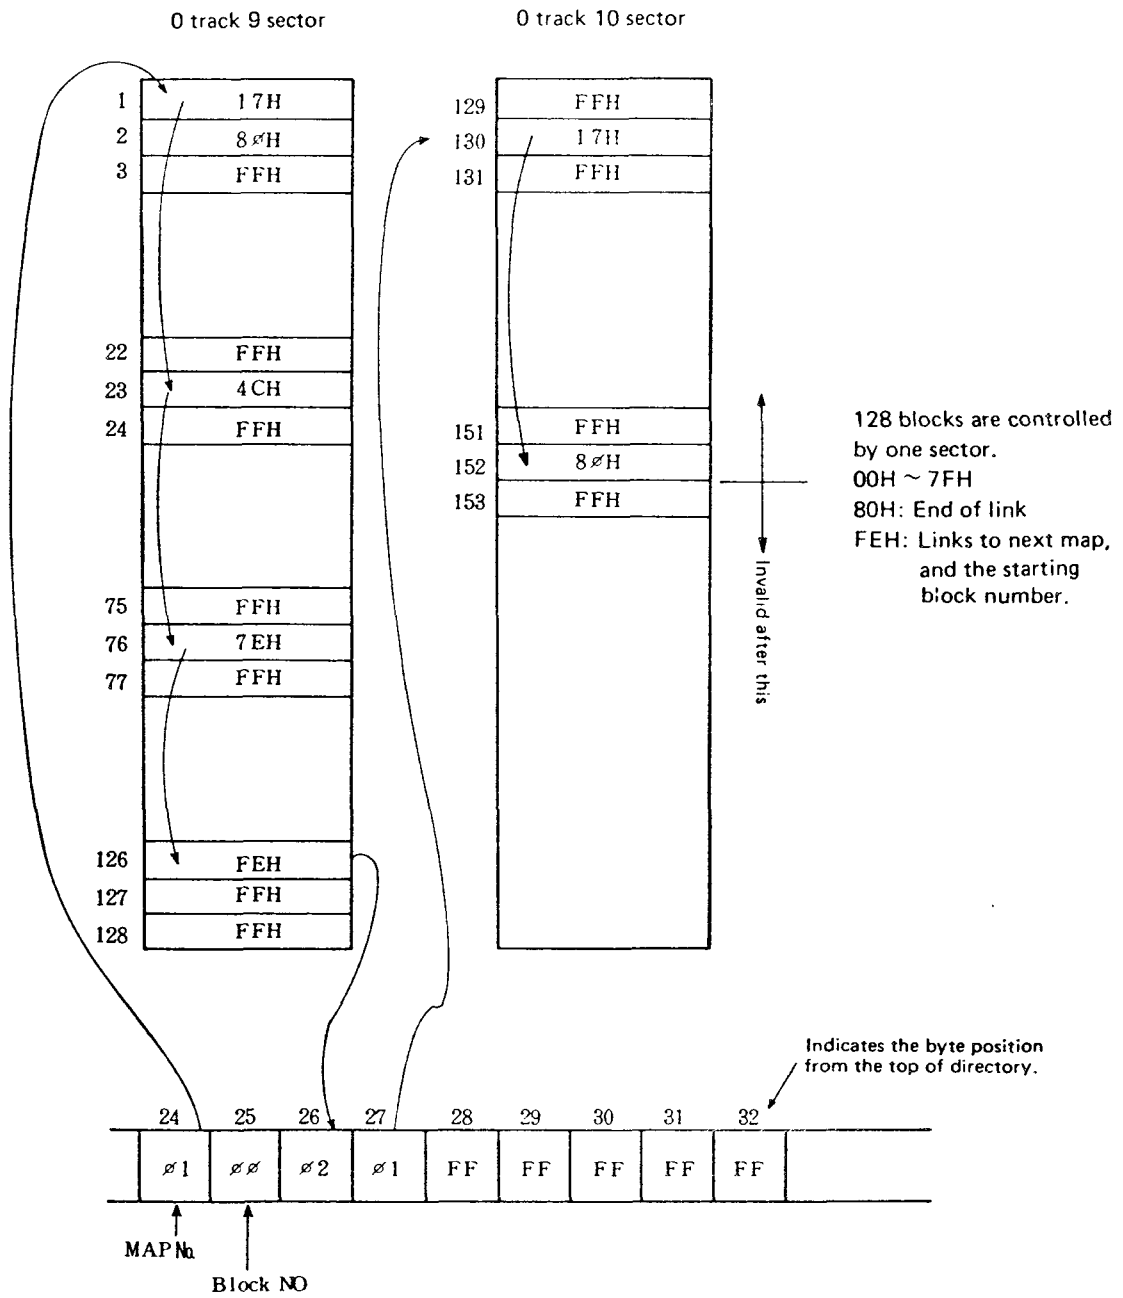 0 track 9 sector
1 17H
2 8øH
3 FFH
22 FFH
23 4CH
24 FFH
75 FFH
76 7EH
77 FFH
126 FEH
127 FFH
128 FFH
0 track 10 sector
129 FFH
130 17H
131 FFH
151 FFH
152 8øH
153 FFH
Invalid after this
128 blocks are controlled
by one sector.
00H ~ 7FH
80H: End of link
FEH: Links to next map,
and the starting
block number.
Indicates the byte position
from the top of directory.
24 25 26 27 28 29 30 31 32
ø1 øø ø2 ø1 FF FF FF FF FF
MAP No.
Block NO